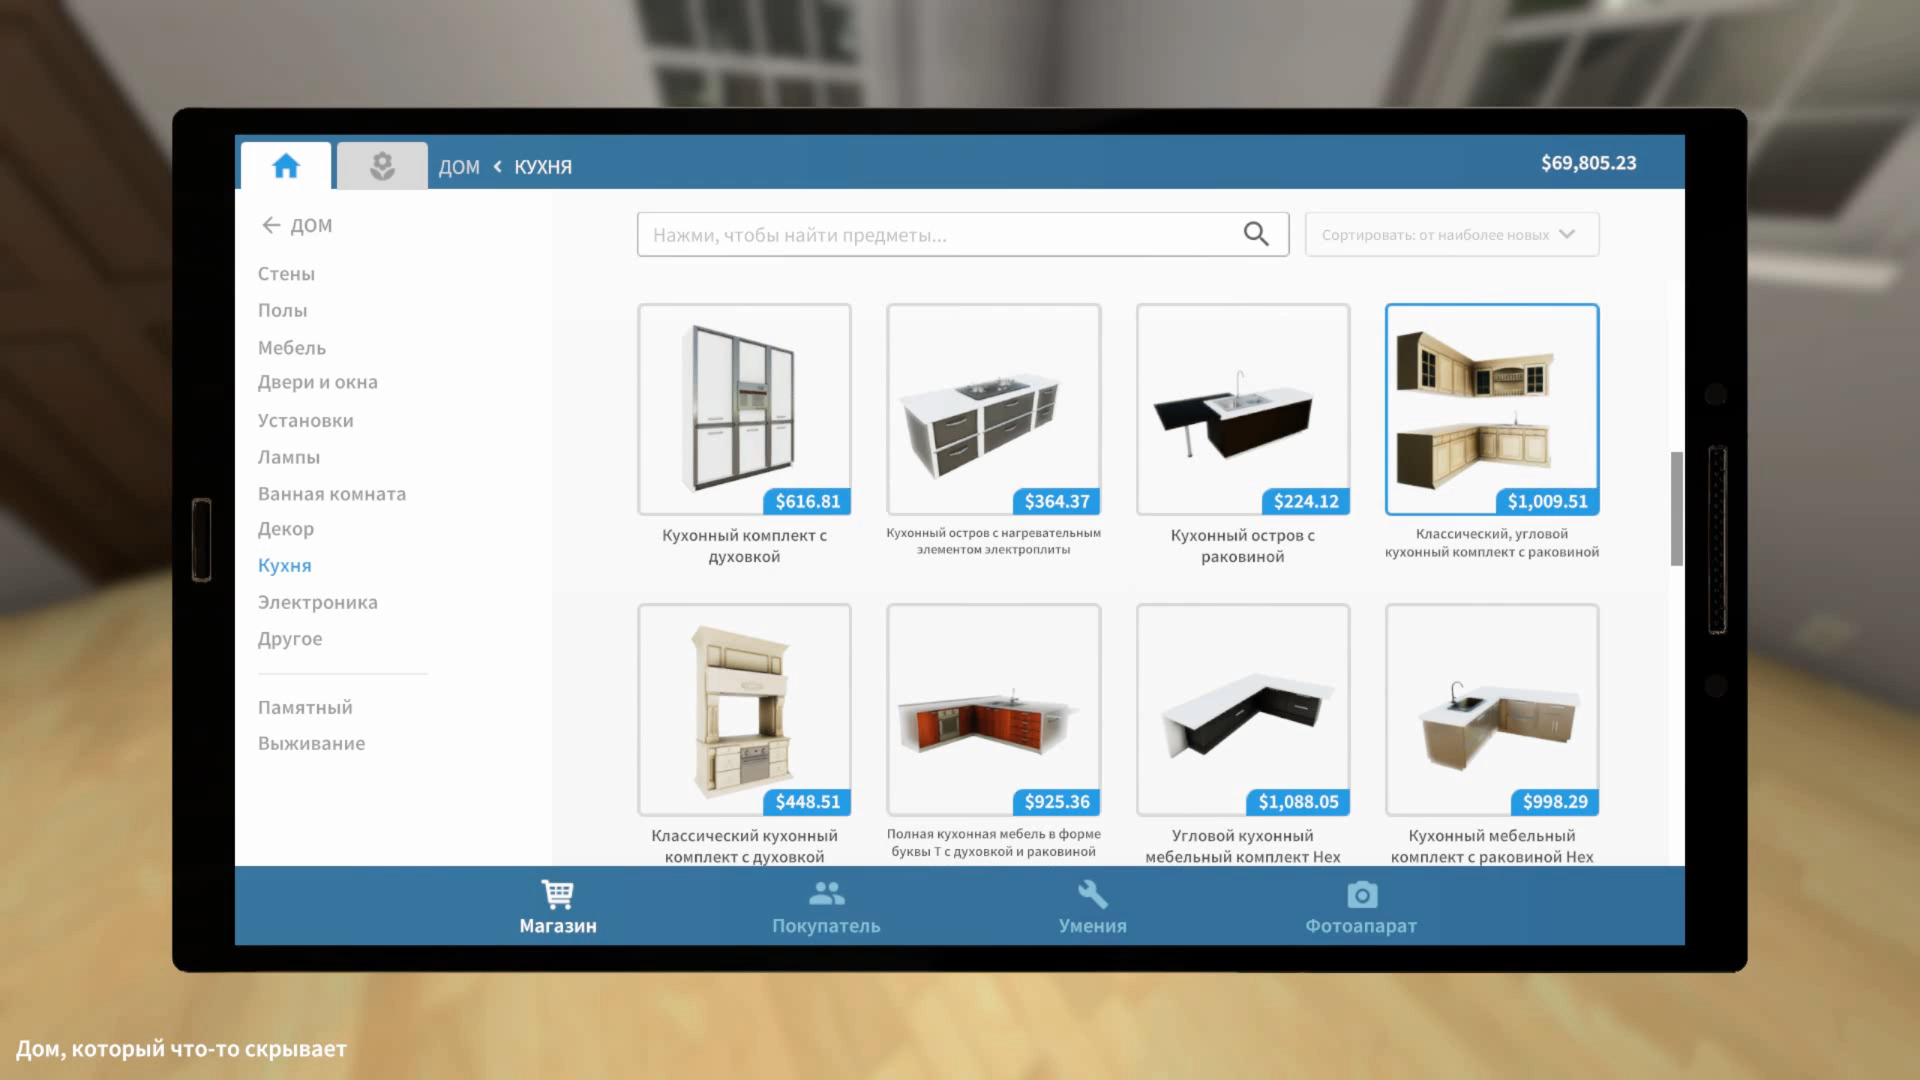 ДОМ < КУХНЯ
$69,805.23
ДОМ
Нажми, чтобы найти предметы...
Сортировать: от наиболее новых
Стены
Полы
Мебель
Двери и окна
Установки
Лампы
Ванная комната
Декор
Кухня
Электроника
Другое
Памятный
Выживание
$616.81
$364.37
$224.12
$1,009.51
Кухонный комплект с
духовкой
Кухонный остров с нагревательным
элементом электроплиты
Кухонный остров с
раковиной
Классический, угловой
кухонный комплект с раковиной
$448.51
$925.36
$1,088.05
$998.29
Классический кухонный
комплект с духовкой
Полная кухонная мебель в форме
буквы Т с духовкой и раковиной
Угловой кухонный
мебельный комплект Hex
Кухонный мебельный
комплект с раковиной Hex
Магазин
Покупатель
Умения
Фотоапарат
Дом, который что-то скрывает